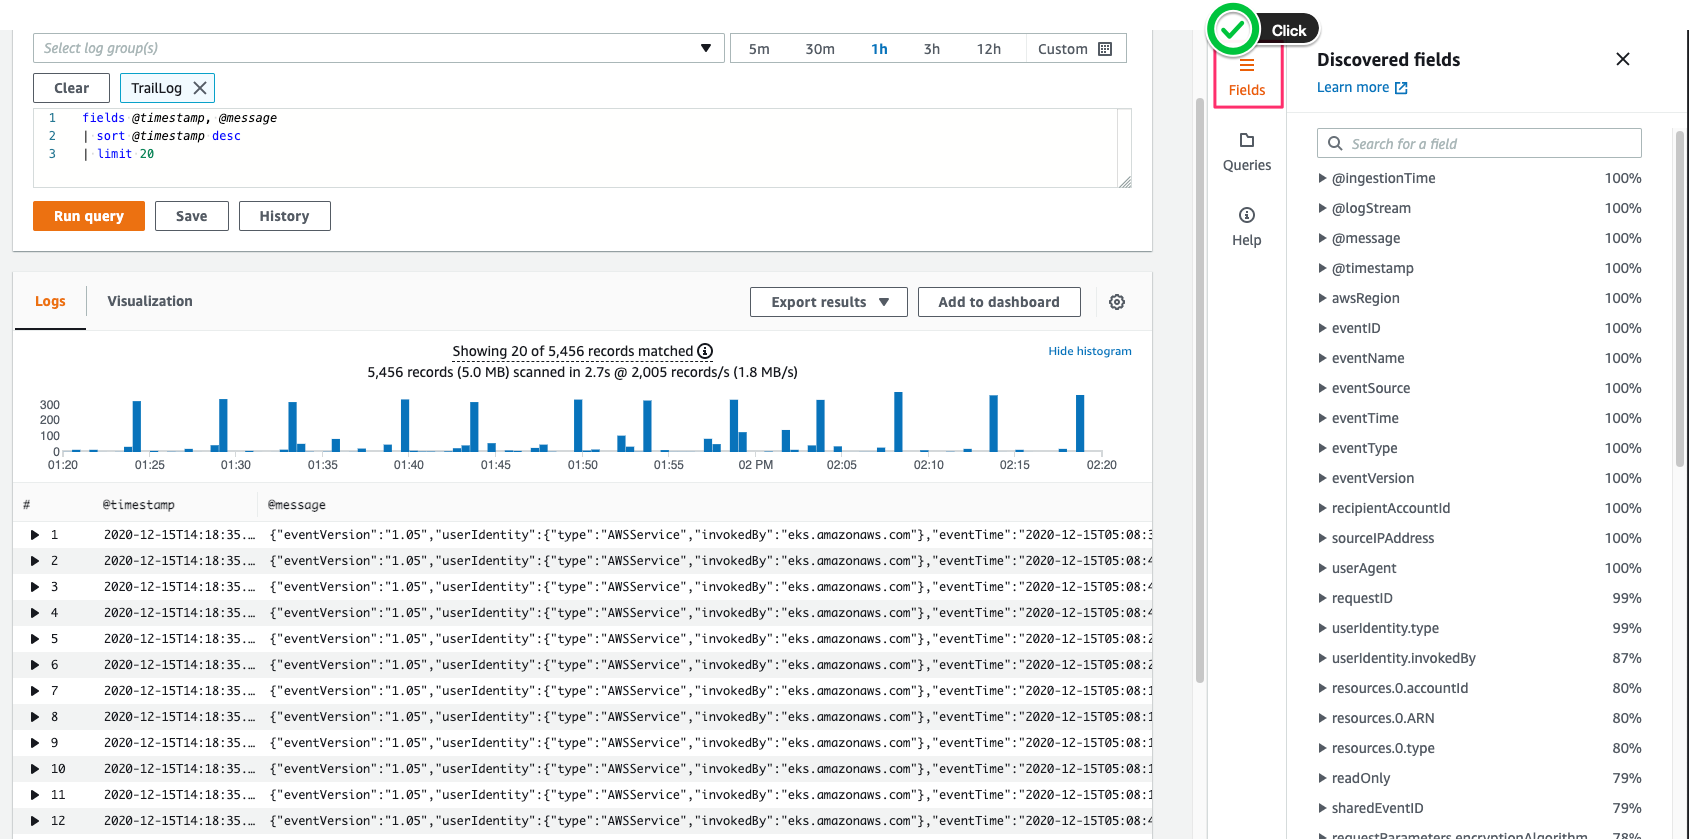 Click
Select log group(s)
5m 30m 1h 3h 12h Custom
Clear
TrailLog
1 fields @timestamp, @message
2 | sort @timestamp desc
3 | limit 20
Run query
Save
History
Logs
Visualization
Export results
Add to dashboard
Showing 20 of 5,456 records matched
Hide histogram
5,456 records (5.0 MB) scanned in 2.7s @ 2,005 records/s (1.8 MB/s)
300
200
100
0
01:20 01:25 01:30 01:35 01:40 01:45 01:50 01:55 02 PM 02:05 02:10 02:15 02:20
# @timestamp @message
1 2020-12-15T14:18:35... {"eventVersion":"1.05","userIdentity":{"type":"AWSService","invokedBy":"eks.amazonaws.com"},"eventTime":"2020-12-15T05:08:3
2 2020-12-15T14:18:35... {"eventVersion":"1.05","userIdentity":{"type":"AWSService","invokedBy":"eks.amazonaws.com"},"eventTime":"2020-12-15T05:08:4
3 2020-12-15T14:18:35... {"eventVersion":"1.05","userIdentity":{"type":"AWSService","invokedBy":"eks.amazonaws.com"},"eventTime":"2020-12-15T05:08:4
4 2020-12-15T14:18:35... {"eventVersion":"1.05","userIdentity":{"type":"AWSService","invokedBy":"eks.amazonaws.com"},"eventTime":"2020-12-15T05:08:4
5 2020-12-15T14:18:35... {"eventVersion":"1.05","userIdentity":{"type":"AWSService","invokedBy":"eks.amazonaws.com"},"eventTime":"2020-12-15T05:08:2
6 2020-12-15T14:18:35... {"eventVersion":"1.05","userIdentity":{"type":"AWSService","invokedBy":"eks.amazonaws.com"},"eventTime":"2020-12-15T05:08:2
7 2020-12-15T14:18:35... {"eventVersion":"1.05","userIdentity":{"type":"AWSService","invokedBy":"eks.amazonaws.com"},"eventTime":"2020-12-15T05:08:1
8 2020-12-15T14:18:35... {"eventVersion":"1.05","userIdentity":{"type":"AWSService","invokedBy":"eks.amazonaws.com"},"eventTime":"2020-12-15T05:08:1
9 2020-12-15T14:18:35... {"eventVersion":"1.05","userIdentity":{"type":"AWSService","invokedBy":"eks.amazonaws.com"},"eventTime":"2020-12-15T05:08:1
10 2020-12-15T14:18:35... {"eventVersion":"1.05","userIdentity":{"type":"AWSService","invokedBy":"eks.amazonaws.com"},"eventTime":"2020-12-15T05:08:1
11 2020-12-15T14:18:35... {"eventVersion":"1.05","userIdentity":{"type":"AWSService","invokedBy":"eks.amazonaws.com"},"eventTime":"2020-12-15T05:08:1
12 2020-12-15T14:18:35... {"eventVersion":"1.05","userIdentity":{"type":"AWSService","invokedBy":"eks.amazonaws.com"},"eventTime":"2020-12-15T05:08:4
Fields
Queries
Help
Discovered fields
Learn more
Search for a field
@ingestionTime 100%
@logStream 100%
@message 100%
@timestamp 100%
awsRegion 100%
eventID 100%
eventName 100%
eventSource 100%
eventTime 100%
eventType 100%
eventVersion 100%
recipientAccountId 100%
sourceIPAddress 100%
userAgent 100%
requestID 99%
userIdentity.type 99%
userIdentity.invokedBy 87%
resources.0.accountId 80%
resources.0.ARN 80%
resources.0.type 80%
readOnly 79%
sharedEventID 79%
requestParameters.encryptionAlgorithm 78%